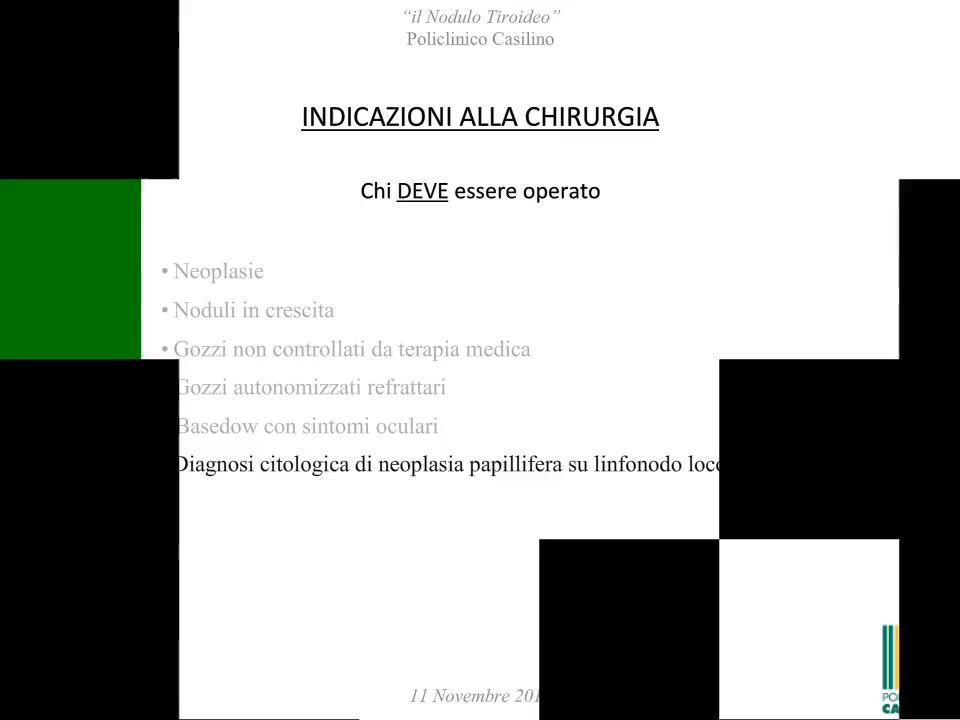 “il Nodulo Tiroideo”
Policlinico Casilino
INDICAZIONI ALLA CHIRURGIA
Chi DEVE essere operato
• Neoplasie
• Noduli in crescita
• Gozzi non controllati da terapia medica
Gozzi autonomizzati refrattari
Basedow con sintomi oculari
Diagnosi citologica di neoplasia papillifera su linfonodo
11 Novembre